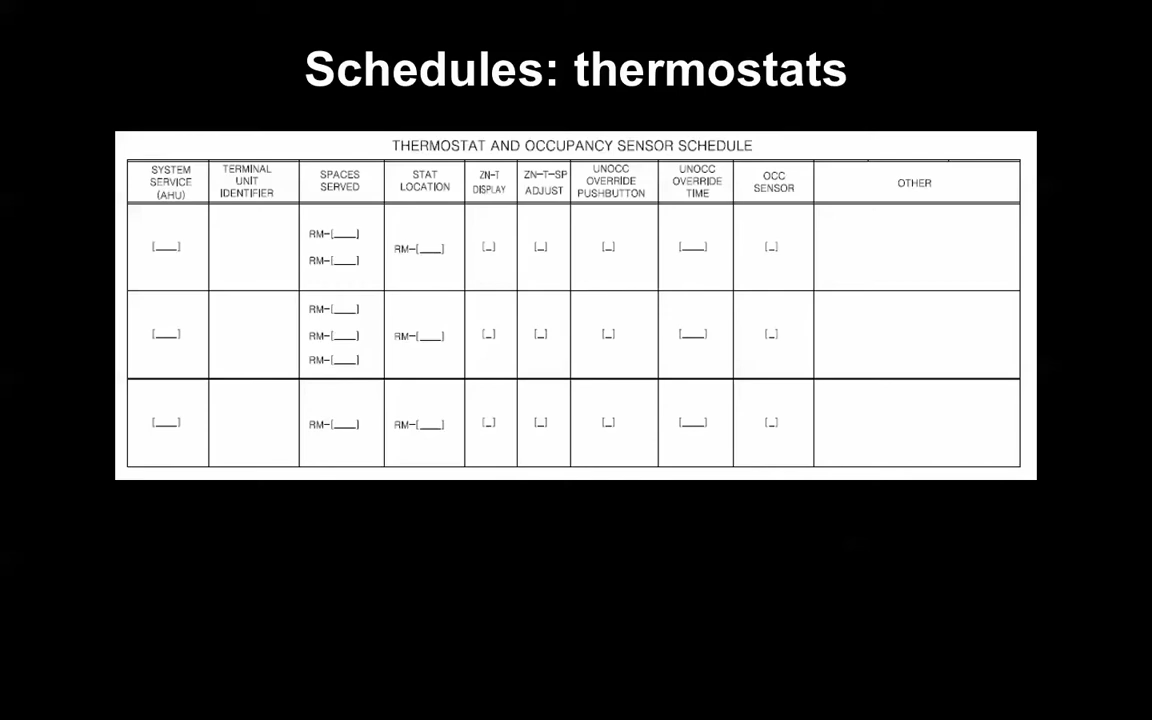 Schedules: thermostats
THERMOSTAT AND OCCUPANCY SENSOR SCHEDULE
SYSTEM SERVICE (AHU) TERMINAL UNIT IDENTIFIER SPACES SERVED STAT LOCATION ZN-T DISPLAY ZN-T-SP ADJUST UNOCC OVERRIDE PUSHBUTTON UNOCC OVERRIDE TIME OCC SENSOR OTHER
[___] RM-[___] RM-[___] RM-[___] [_] [_] [_] [___] [_]
[___] RM-[___] RM-[___] RM-[___] RM-[___] [_] [_] [_] [___] [_]
[___] RM-[___] RM-[___] [_] [_] [_] [___] [_]